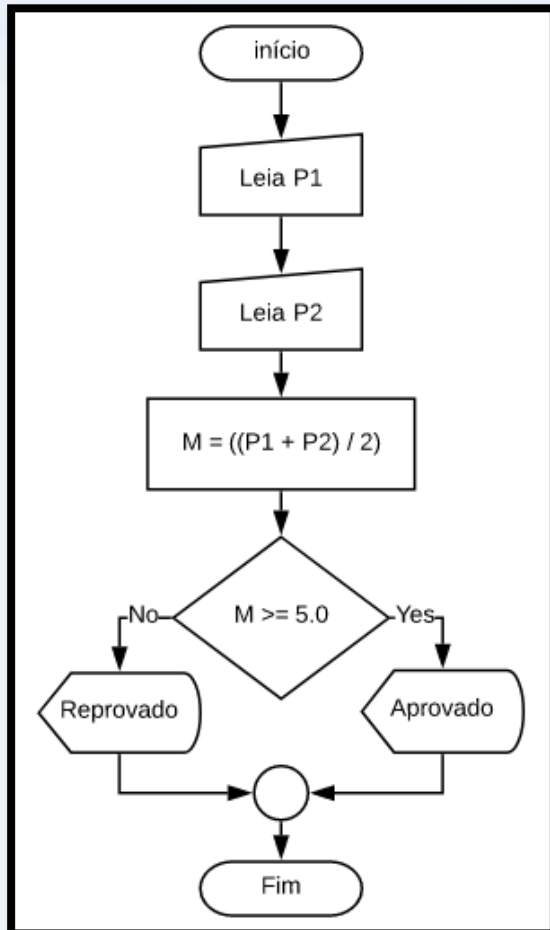 início
Leia P1
Leia P2
M = ((P1 + P2) / 2)
M >= 5.0
No
Yes
Reprovado
Aprovado
Fim